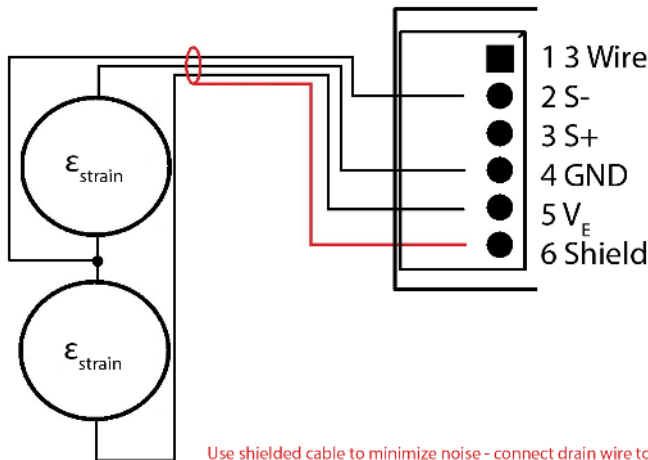 1 3 Wire
2 S-
3 S+
4 GND
5 VE
6 Shield
εstrain
εstrain
Use shielded cable to minimize noise - connect drain wire to